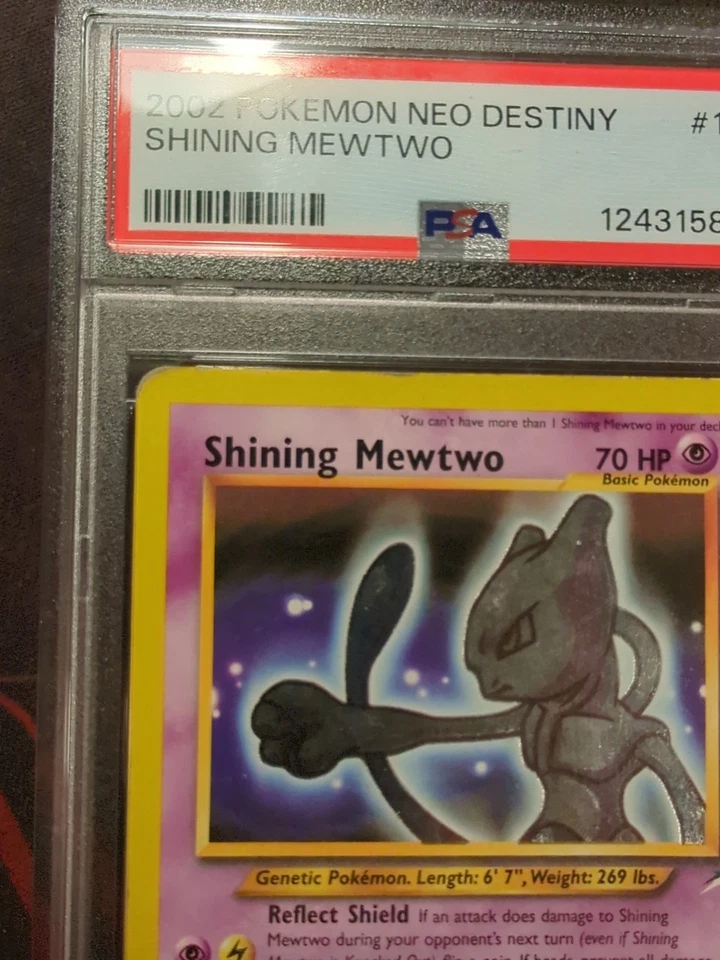 2002 POKEMON NEO DESTINY #1
SHINING MEWTWO
PSA 1243158
You can't have more than 1 Shining Mewtwo in your deck
Shining Mewtwo 70 HP
Basic Pokémon
Genetic Pokémon. Length: 6' 7", Weight: 269 lbs.
Reflect Shield If an attack does damage to Shining
Mewtwo during your opponent's next turn (even if Shining